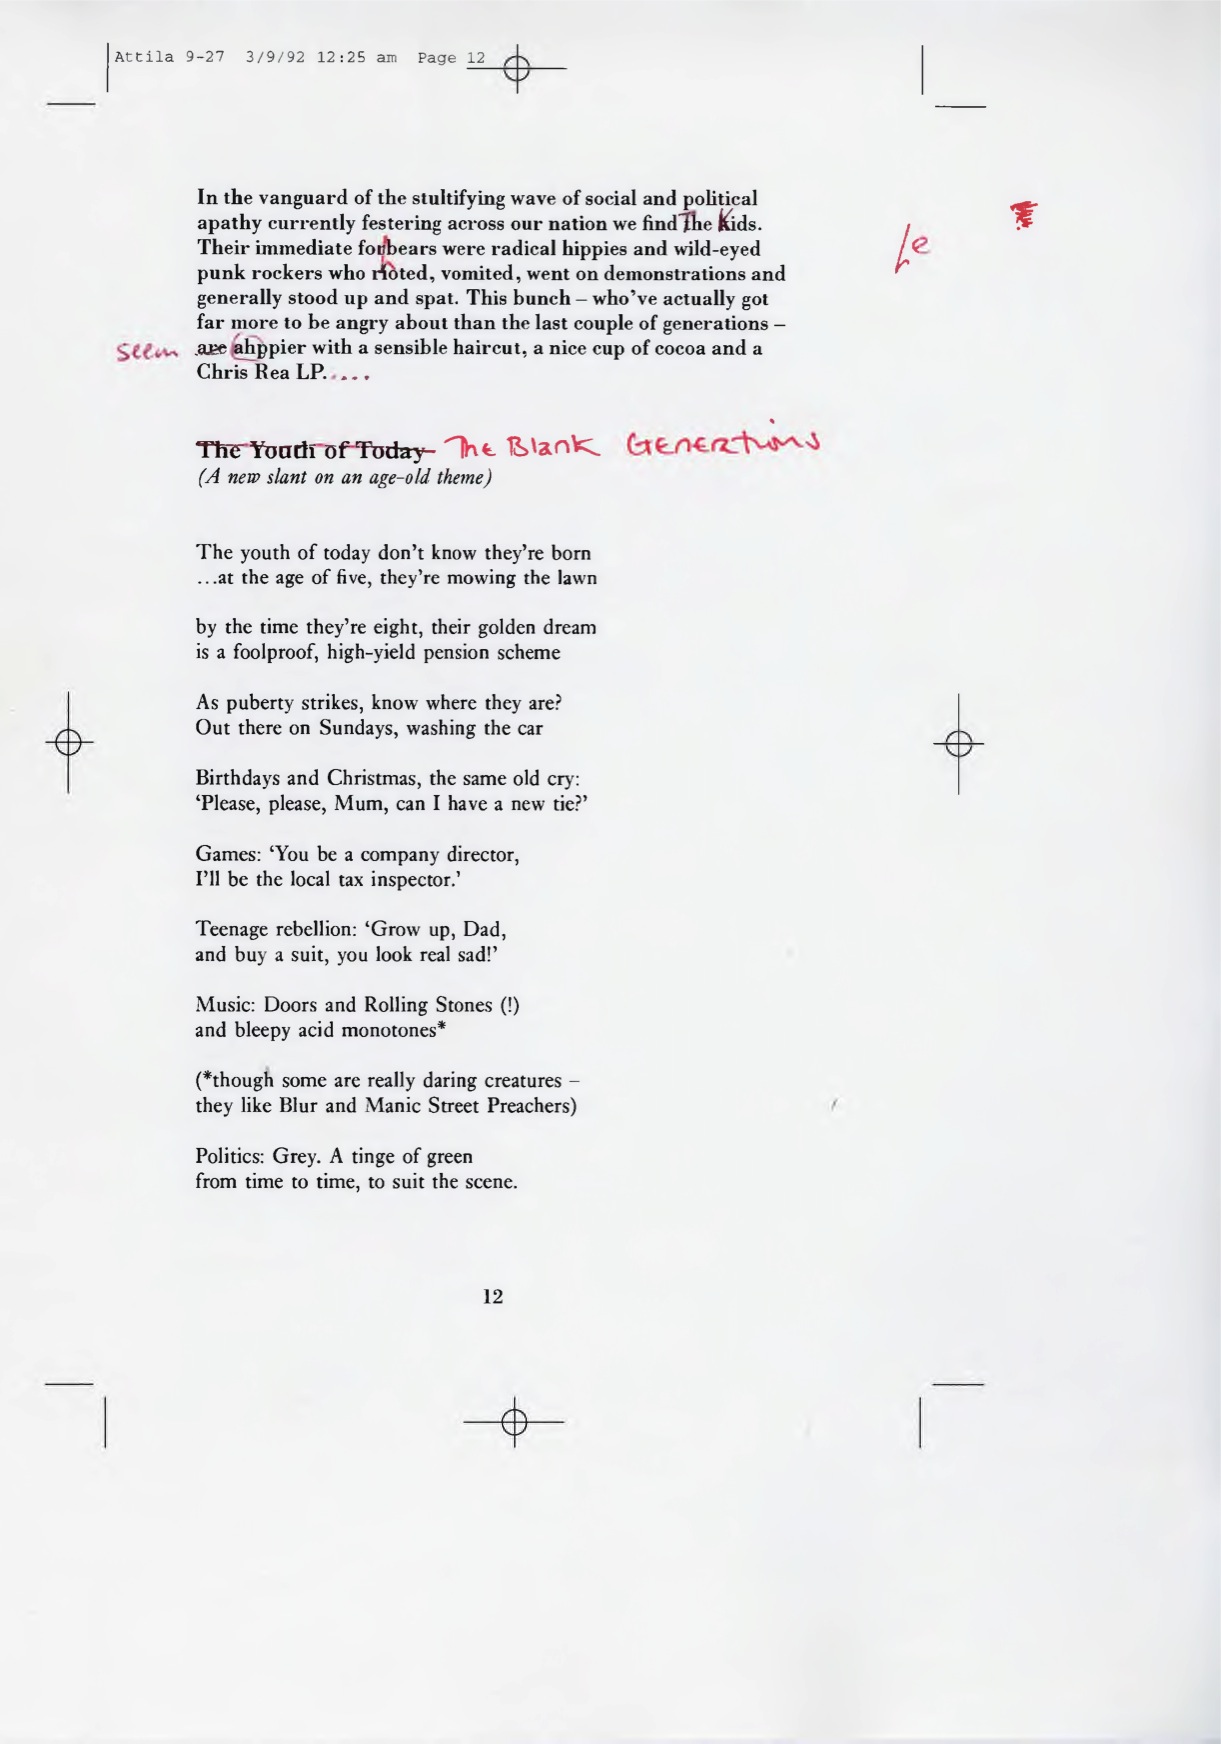 Attila 9-27 3/9/92 12:25 am Page 12
In the vanguard of the stultifying wave of social and political
apathy currently festering across our nation we find The Kids.
Their immediate forbears were radical hippies and wild-eyed
e
punk rockers who rioted, vomited, went on demonstrations and
generally stood up and spat. This bunch – who've actually got
far more to be angry about than the last couple of generations –
seem are ahppier with a sensible haircut, a nice cup of cocoa and a
Chris Rea LP.....
The Youth of Today The Blank Generations
(A new slant on an age-old theme)
The youth of today don't know they're born
...at the age of five, they're mowing the lawn
by the time they're eight, their golden dream
is a foolproof, high-yield pension scheme
As puberty strikes, know where they are?
Out there on Sundays, washing the car
Birthdays and Christmas, the same old cry:
‘Please, please, Mum, can I have a new tie?’
Games: ‘You be a company director,
I'll be the local tax inspector.’
Teenage rebellion: ‘Grow up, Dad,
and buy a suit, you look real sad!’
Music: Doors and Rolling Stones (!)
and bleepy acid monotones*
(*though some are really daring creatures –
they like Blur and Manic Street Preachers)
Politics: Grey. A tinge of green
from time to time, to suit the scene.
12